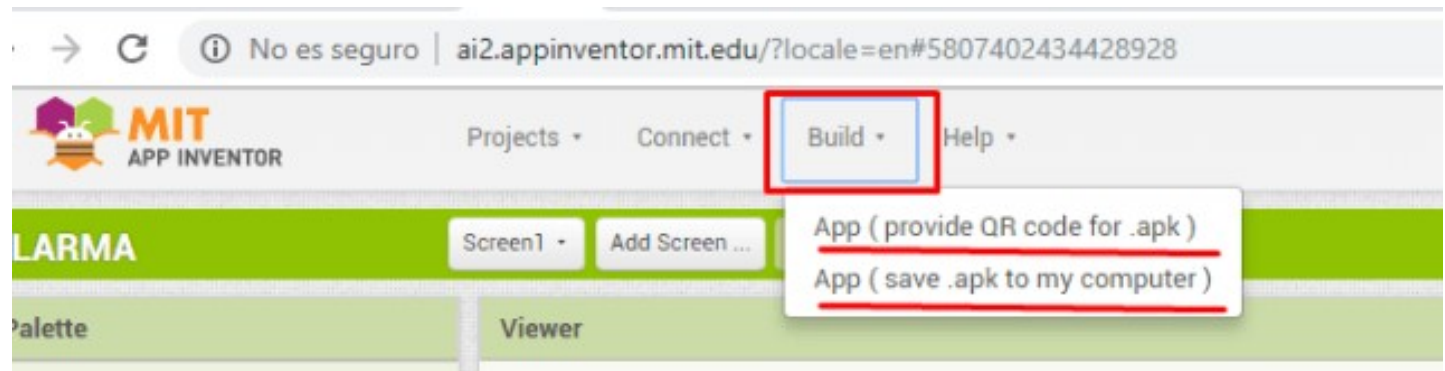 No es seguro | ai2.appinventor.mit.edu/?locale=en#5807402434428928
MIT
APP INVENTOR
Projects
Connect
Build
Help
LARMA
Screen1
Add Screen ...
App ( provide QR code for .apk )
App ( save .apk to my computer )
Palette
Viewer